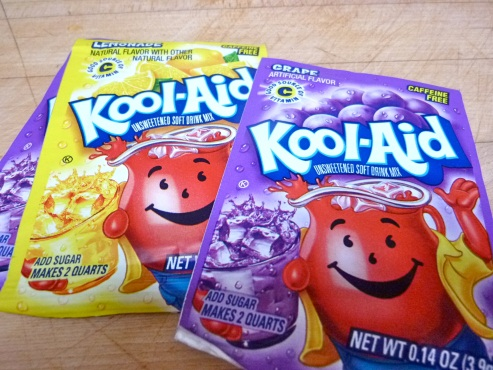 LEMONADE
NATURAL FLAVOR WITH OTHER
NATURAL FLAVOR
CAFFEINE
FREE
GOOD SOURCE OF
C
VITAMIN
Kool-Aid
UNSWEETENED SOFT DRINK MIX
®
ADD SUGAR
MAKES 2 QUARTS
NET
GRAPE
ARTIFICIAL FLAVOR
CAFFEINE
FREE
GOOD SOURCE OF
C
VITAMIN
Kool-Aid
UNSWEETENED SOFT DRINK MIX
®
ADD SUGAR
MAKES 2 QUARTS
NET WT 0.14 OZ (3.9